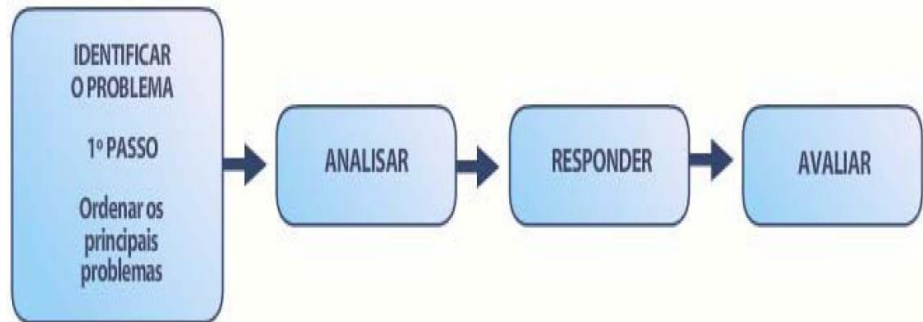 IDENTIFICAR
O PROBLEMA
1º PASSO
Ordenar os
principais
problemas
ANALISAR
RESPONDER
AVALIAR